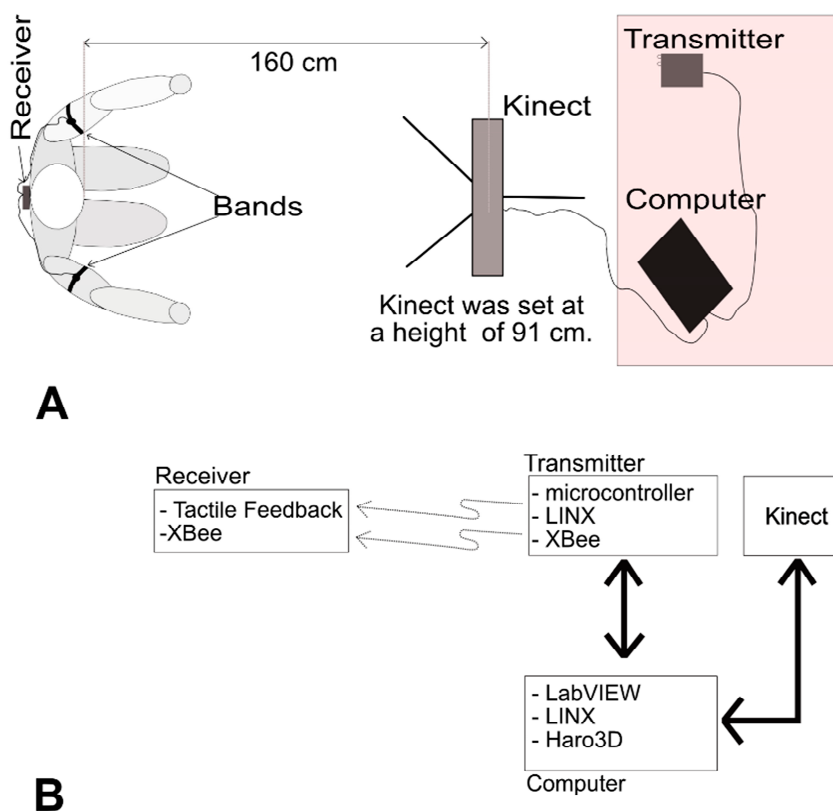 Receiver
160 cm
Transmitter
Kinect
Computer
Bands
Kinect was set at
a height of 91 cm.
A
Receiver
- Tactile Feedback
-XBee
Transmitter
- microcontroller
- LINX
- XBee
Kinect
- LabVIEW
- LINX
- Haro3D
Computer
B